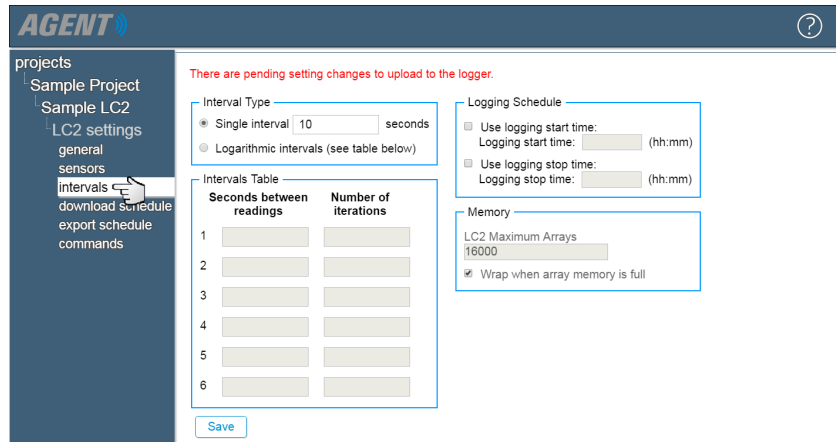 AGENT
?
projects
Sample Project
Sample LC2
LC2 settings
general
sensors
intervals
download schedule
export schedule
commands
There are pending setting changes to upload to the logger.
Interval Type
Single interval 10 seconds
Logarithmic intervals (see table below)
Intervals Table
Seconds between readings
Number of iterations
1
2
3
4
5
6
Save
Logging Schedule
Use logging start time:
Logging start time: (hh:mm)
Use logging stop time:
Logging stop time: (hh:mm)
Memory
LC2 Maximum Arrays
16000
Wrap when array memory is full